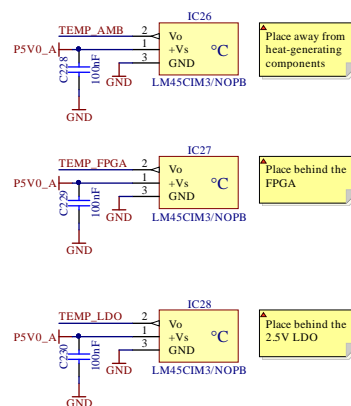 IC26
TEMP_AMB 2 Vo
P5V0_A 1 +Vs °C
3 GND
C228 100nF
GND
LM45CIM3/NOPB
GND
Place away from
heat-generating
components
IC27
TEMP_FPGA 2 Vo
P5V0_A 1 +Vs °C
3 GND
C229 100nF
GND
LM45CIM3/NOPB
GND
Place behind the
FPGA
IC28
TEMP_LDO 2 Vo
P5V0_A 1 +Vs °C
3 GND
C230 100nF
GND
LM45CIM3/NOPB
GND
Place behind the
2.5V LDO